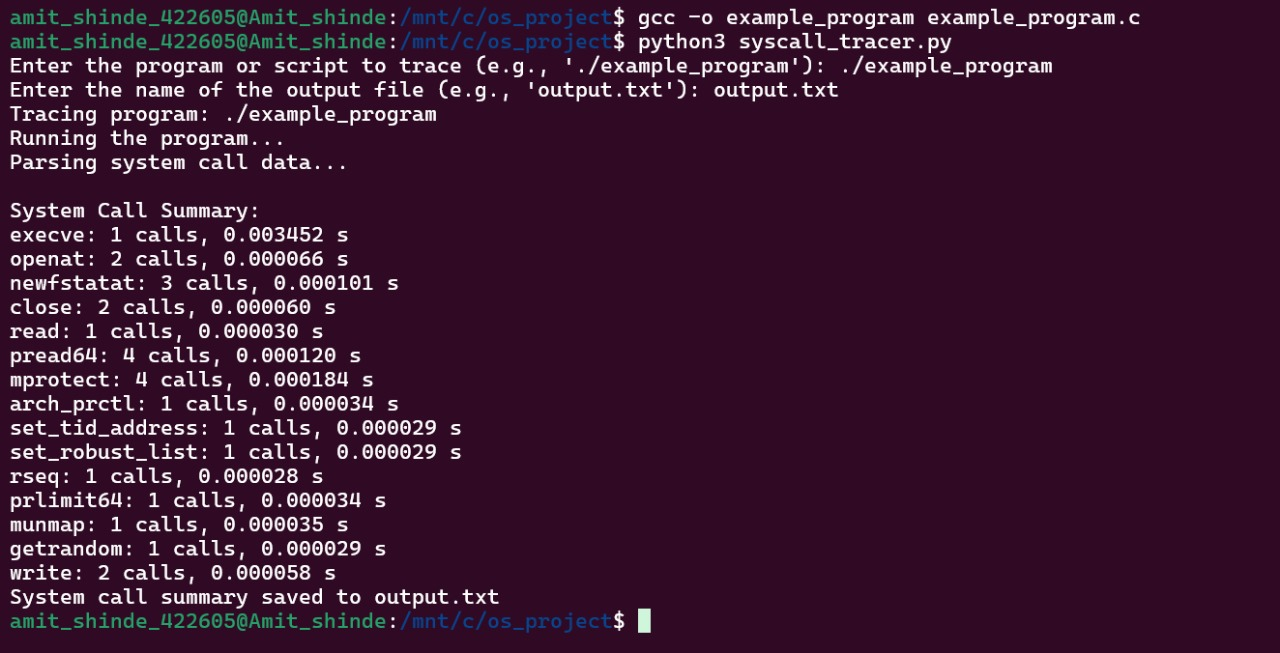 amit_shinde_422605@Amit_shinde:/mnt/c/os_project$ gcc -o example_program example_program.c
amit_shinde_422605@Amit_shinde:/mnt/c/os_project$ python3 syscall_tracer.py
Enter the program or script to trace (e.g., './example_program'): ./example_program
Enter the name of the output file (e.g., 'output.txt'): output.txt
Tracing program: ./example_program
Running the program...
Parsing system call data...

System Call Summary:
execve: 1 calls, 0.003452 s
openat: 2 calls, 0.000066 s
newfstatat: 3 calls, 0.000101 s
close: 2 calls, 0.000060 s
read: 1 calls, 0.000030 s
pread64: 4 calls, 0.000120 s
mprotect: 4 calls, 0.000184 s
arch_prctl: 1 calls, 0.000034 s
set_tid_address: 1 calls, 0.000029 s
set_robust_list: 1 calls, 0.000029 s
rseq: 1 calls, 0.000028 s
prlimit64: 1 calls, 0.000034 s
munmap: 1 calls, 0.000035 s
getrandom: 1 calls, 0.000029 s
write: 2 calls, 0.000058 s
System call summary saved to output.txt
amit_shinde_422605@Amit_shinde:/mnt/c/os_project$